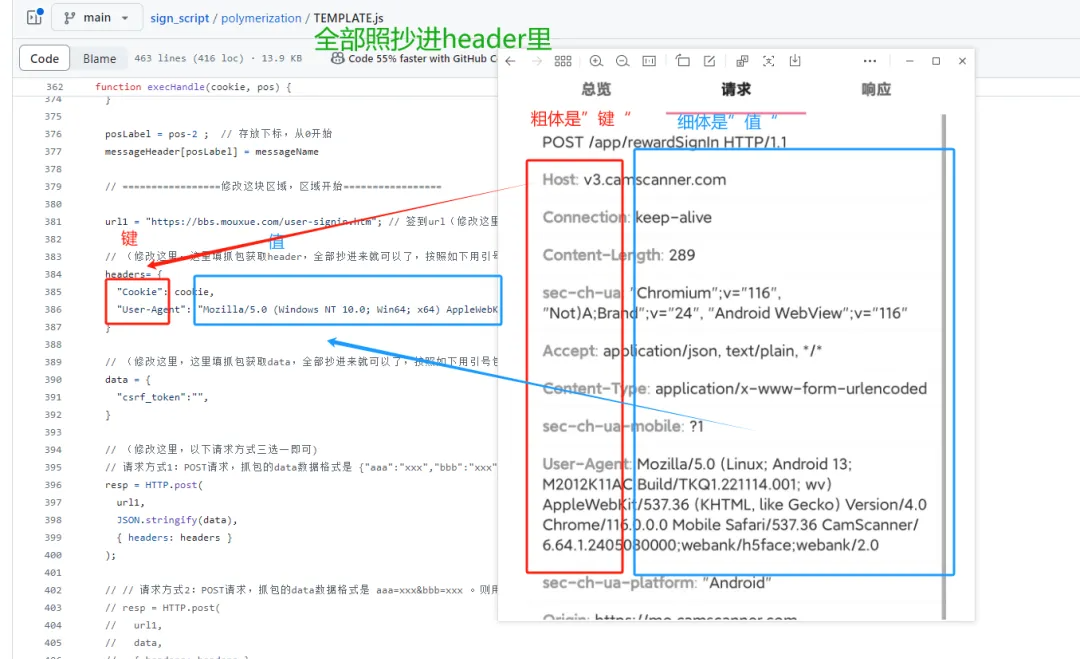 main
sign_script / polymerization / TEMPLATE.js
全部照抄进header里
Code
Blame
463 lines (416 loc) · 13.9 KB
Code 55% faster with GitHub C
362 function execHandle(cookie, pos) {
374 }
375
376 posLabel = pos-2 ; // 存放下标，从0开始
377 messageHeader[posLabel] = messageName
378
379 // =================修改这块区域，区域开始=================
380
381 url1 = "https://bbs.mouxue.com/user-signin.htm"; // 签到url（修改这里
382
键
值
383 // （修改这里，这里填抓包获取header，全部抄进来就可以了，按照如下用引号
384 headers= {
385 "Cookie": cookie,
386 "User-Agent": "Mozilla/5.0 (Windows NT 10.0; Win64; x64) AppleWebK
387 }
388
389 // （修改这里，这里填抓包获取data，全部抄进来就可以了，按照如下用引号包
390 data = {
391 "csrf_token":"",
392 }
393
394 // （修改这里，以下请求方式三选一即可)
395 // 请求方式1：POST请求，抓包的data数据格式是 {"aaa":"xxx","bbb":"xxx"
396 resp = HTTP.post(
397 url1,
398 JSON.stringify(data),
399 { headers: headers }
400 );
401
402 // // 请求方式2：POST请求，抓包的data数据格式是 aaa=xxx&bbb=xxx 。则用
403 // resp = HTTP.post(
404 // url1,
405 // data,
总览
请求
响应
粗体是”键“
细体是”值“
POST /app/rewardSignIn HTTP/1.1
Host: v3.camscanner.com
Connection: keep-alive
Content-Length: 289
sec-ch-ua: "Chromium";v="116",
"Not)A;Brand";v="24", "Android WebView";v="116"
Accept: application/json, text/plain, */*
Content-Type: application/x-www-form-urlencoded
sec-ch-ua-mobile: ?1
User-Agent: Mozilla/5.0 (Linux; Android 13;
M2012K11AC Build/TKQ1.221114.001; wv)
AppleWebKit/537.36 (KHTML, like Gecko) Version/4.0
Chrome/116.0.0.0 Mobile Safari/537.36 CamScanner/
6.64.1.2405080000;webank/h5face;webank/2.0
sec-ch-ua-platform: "Android"
Origin: https://mo.camscanner.com